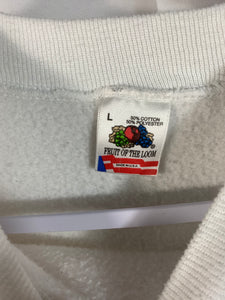 L
50% COTTON
50% POLYESTER
FRUIT OF THE LOOM
MADE IN U.S.A.